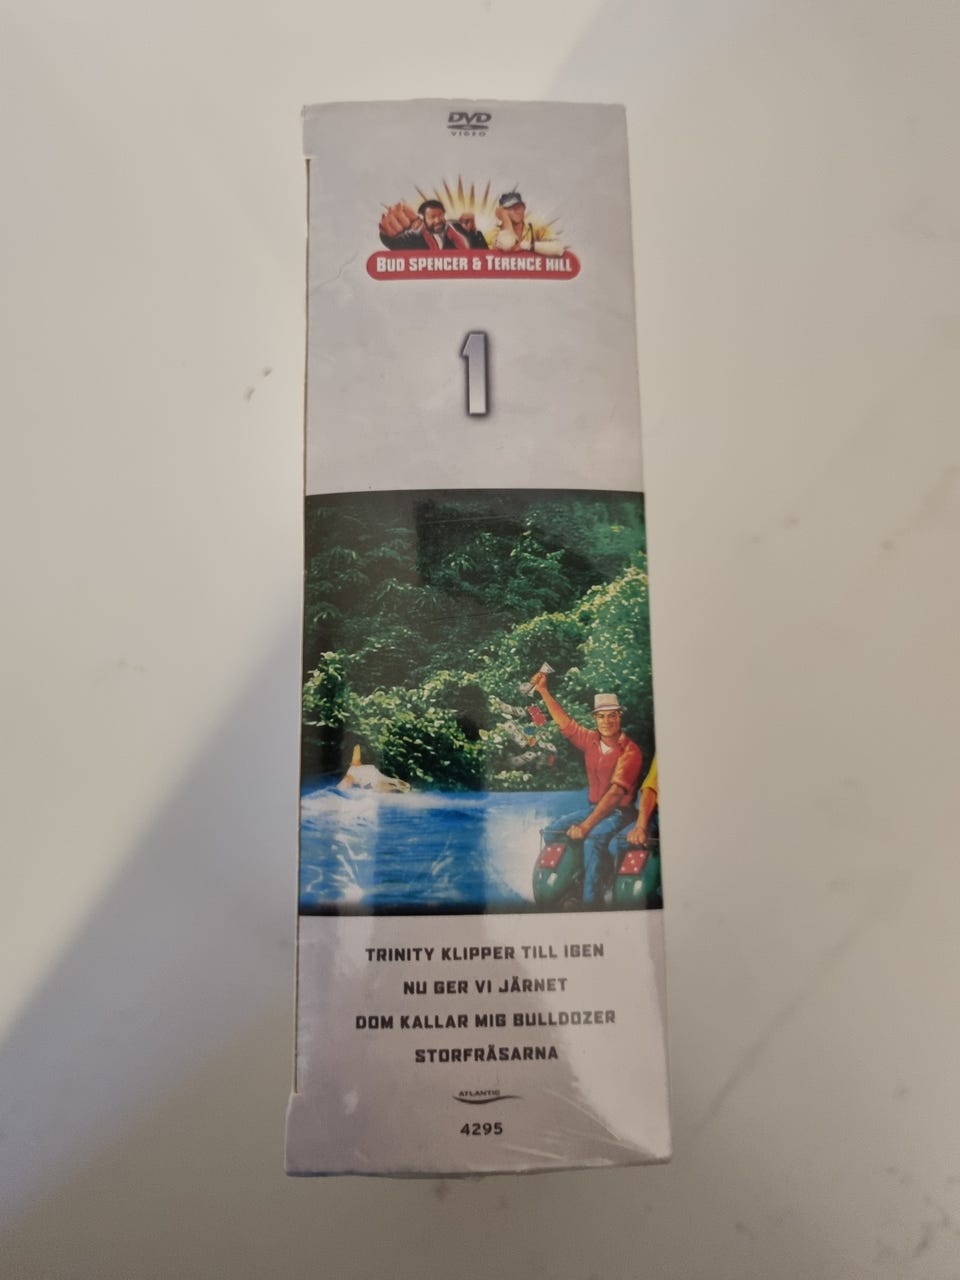 DVD
VIDEO
BUD SPENCER & TERENCE HILL
1
TRINITY KLIPPER TILL IGEN
NU GER VI JÄRNET
DOM KALLAR MIG BULLDOZER
STORFRÄSARNA
ATLANTIC
4295